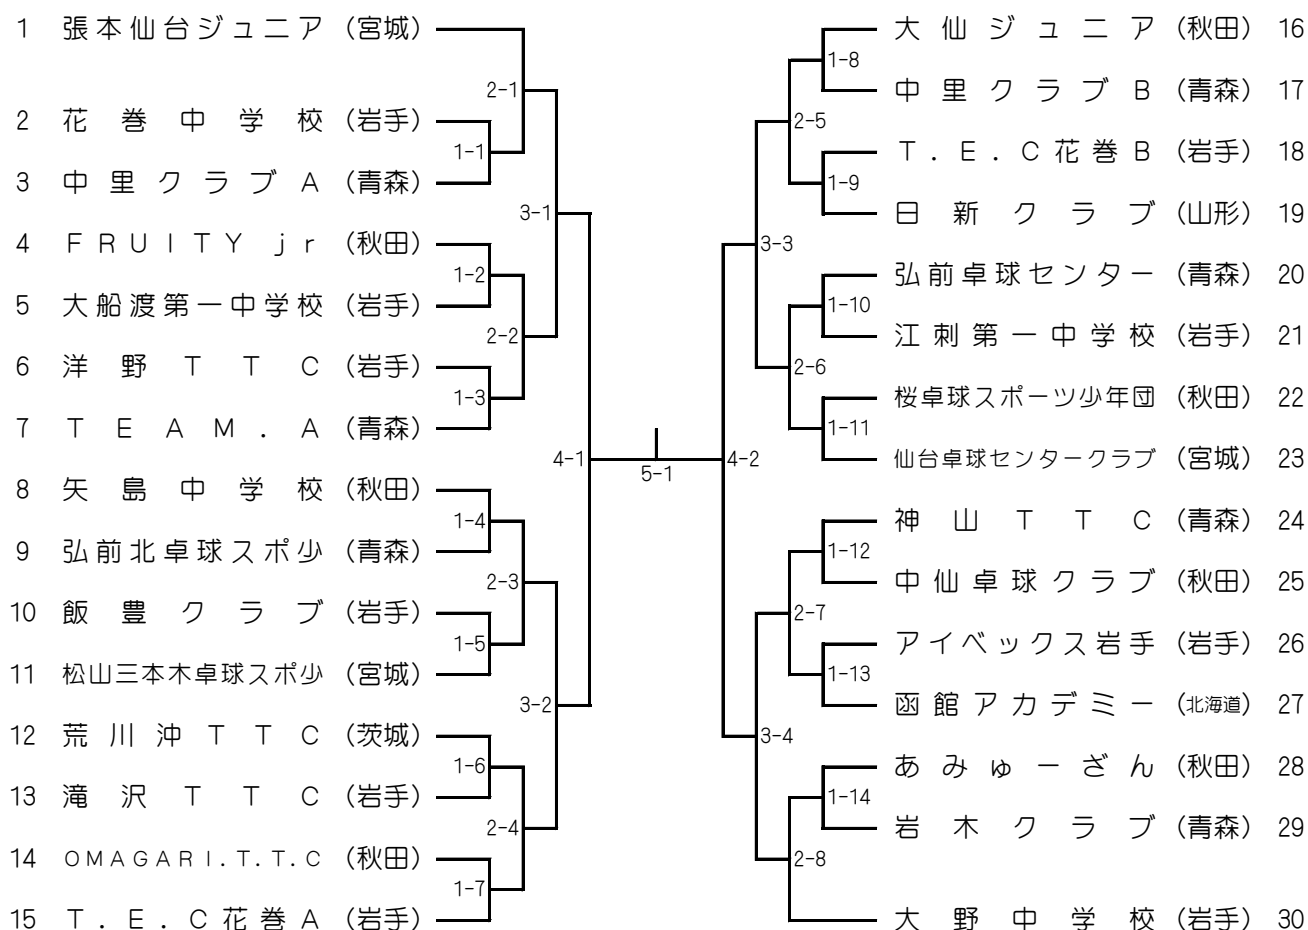 1 張本仙台ジュニア (宮城)
2 花巻中学校 (岩手)
3 中里クラブA (青森)
4 FRUITY jr (秋田)
5 大船渡第一中学校 (岩手)
6 洋野TTC (岩手)
7 TEAM.A (青森)
8 矢島中学校 (秋田)
9 弘前北卓球スポ少 (青森)
10 飯豊クラブ (岩手)
11 松山三本木卓球スポ少 (宮城)
12 荒川沖TTC (茨城)
13 滝沢TTC (岩手)
14 OMAGARI.T.T.C (秋田)
15 T.E.C花巻A (岩手)
1-1
1-2
1-3
1-4
1-5
1-6
1-7
2-1
2-2
2-3
2-4
3-1
3-2
4-1
5-1
4-2
3-3
3-4
2-5
2-6
2-7
2-8
1-8
1-9
1-10
1-11
1-12
1-13
1-14
大仙ジュニア (秋田) 16
中里クラブB (青森) 17
T.E.C花巻B (岩手) 18
日新クラブ (山形) 19
弘前卓球センター (青森) 20
江刺第一中学校 (岩手) 21
桜卓球スポーツ少年団 (秋田) 22
仙台卓球センタークラブ (宮城) 23
神山TTC (青森) 24
中仙卓球クラブ (秋田) 25
アイベックス岩手 (岩手) 26
函館アカデミー (北海道) 27
あみゅーざん (秋田) 28
岩木クラブ (青森) 29
大野中学校 (岩手) 30